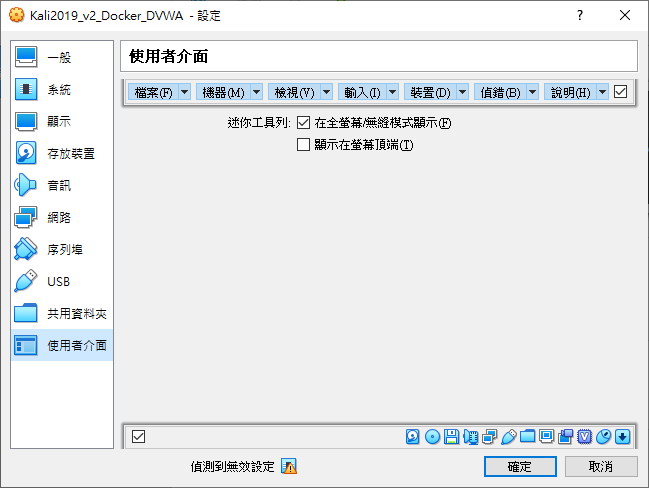 Kali2019_v2_Docker_DVWA - 設定
一般
系統
顯示
存放裝置
音訊
網路
序列埠
USB
共用資料夾
使用者介面
使用者介面
檔案(F) 機器(M) 檢視(V) 輸入(I) 裝置(D) 偵錯(B) 說明(H)
迷你工具列: 在全螢幕/無縫模式顯示(F)
顯示在螢幕頂端(T)
偵測到無效設定 確定 取消